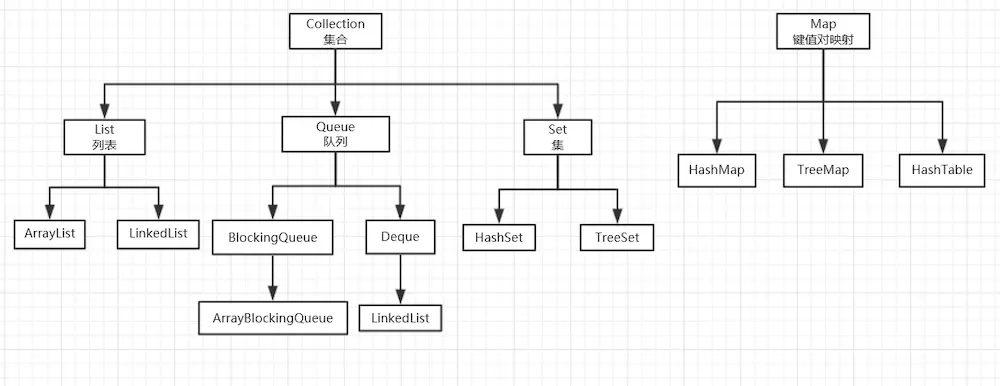 Collection
集合
Map
键值对映射
List
列表
Queue
队列
Set
集
HashMap
TreeMap
HashTable
ArrayList
LinkedList
BlockingQueue
Deque
HashSet
TreeSet
ArrayBlockingQueue
LinkedList